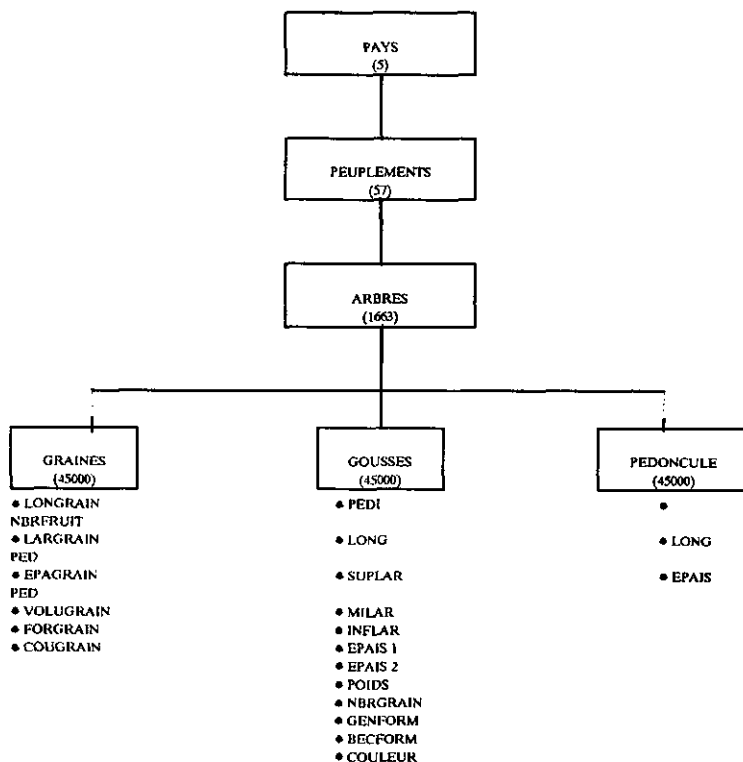 PAYS
(5)
PEUPLEMENTS
(57)
ARBRES
(1663)
GRAINES
(45000)
• LONGRAIN
NBRFRUIT
• LARGRAIN
PED
• EPAGRAIN
PED
• VOLUGRAIN
• FORGRAIN
• COUGRAIN
GOUSSES
(45000)
• PEDI
• LONG
• SUPLAR
• MILAR
• INFLAR
• EPAIS 1
• EPAIS 2
• POIDS
• NBRGRAIN
• GENFORM
• BECFORM
• COULEUR
PEDONCULE
(45000)
•
• LONG
• EPAIS